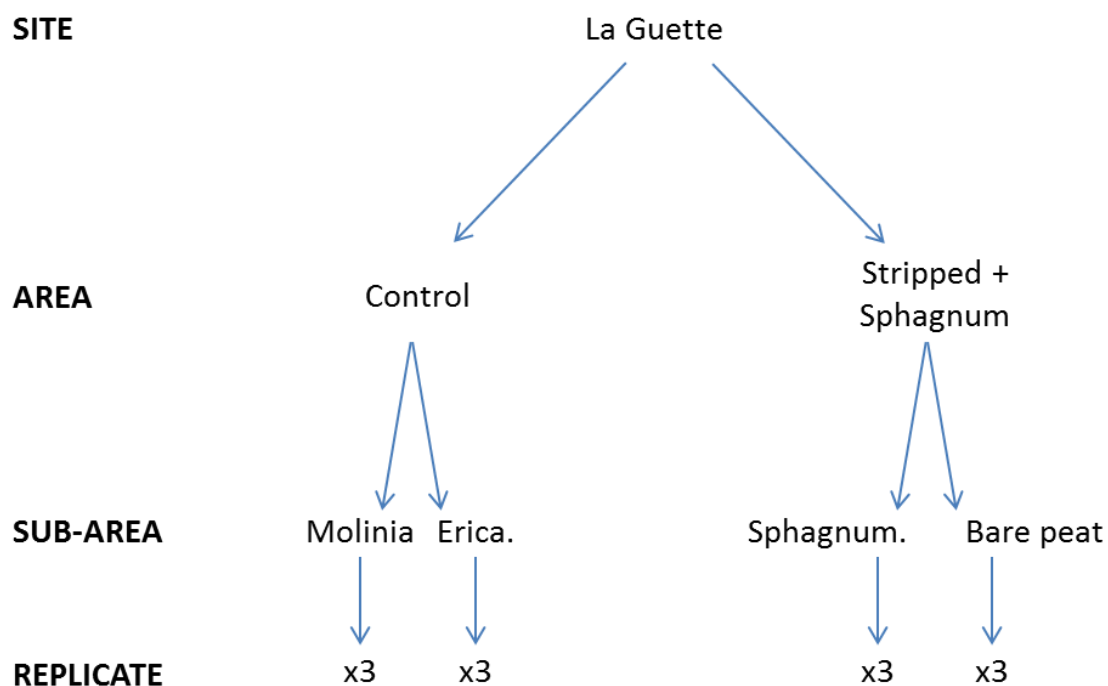 SITE La Guette
AREA Control Stripped +
Sphagnum
SUB-AREA Molinia Erica. Sphagnum. Bare peat
REPLICATE x3 x3 x3 x3